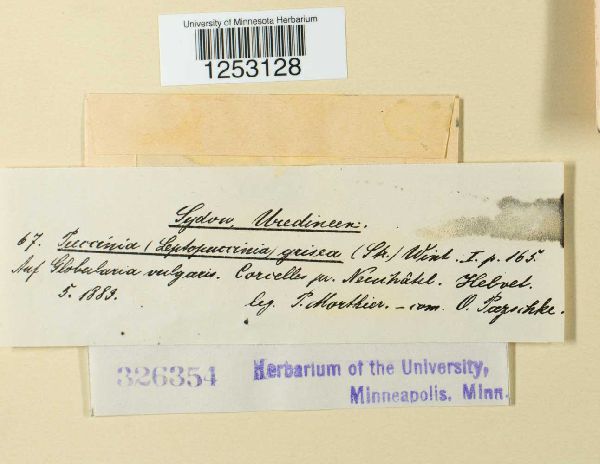 University of Minnesota Herbarium
1253128
Sydow, Uredineen.
67. Puccinia (Leptopuccinia) grisea (Str.) Wint. I. p. 165.
Auf Globularia vulgaris. Corcelles pr. Neuchâtel. Helvet.
5. 1883. leg. P. Morthier. – com. O. Pazschke.
326354
Herbarium of the University,
Minneapolis, Minn.